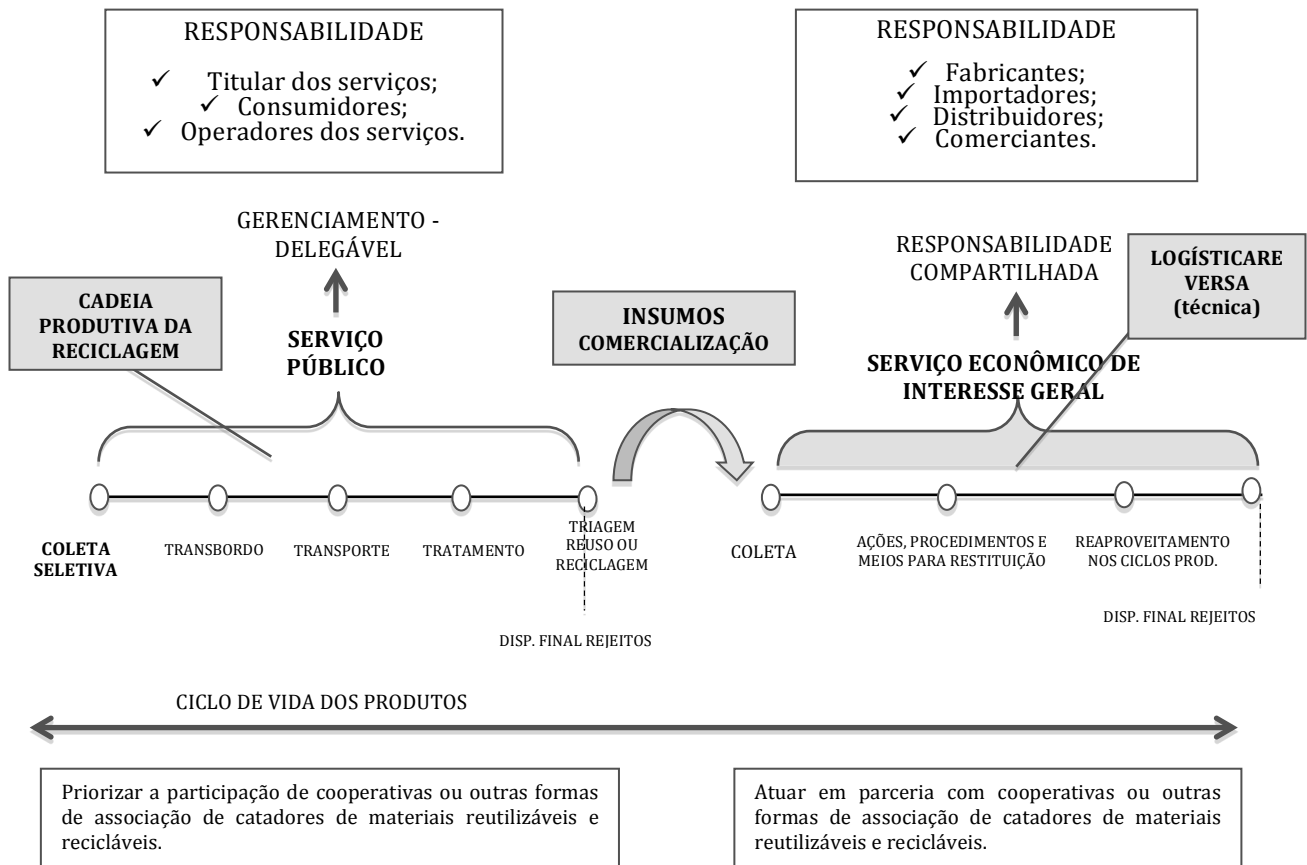 RESPONSABILIDADE
✓ Titular dos serviços;
✓ Consumidores;
✓ Operadores dos serviços.
RESPONSABILIDADE
✓ Fabricantes;
✓ Importadores;
✓ Distribuidores;
✓ Comerciantes.
GERENCIAMENTO -
DELEGÁVEL
RESPONSABILIDADE
COMPARTILHADA
LOGÍSTICARE
VERSA
(técnica)
CADEIA
PRODUTIVA DA
RECICLAGEM
SERVIÇO
PÚBLICO
INSUMOS
COMERCIALIZAÇÃO
SERVIÇO ECONÔMICO DE
INTERESSE GERAL
COLETA
SELETIVA
TRANSBORDO
TRANSPORTE
TRATAMENTO
TRIAGEM
REUSO OU
RECICLAGEM
COLETA
AÇÕES, PROCEDIMENTOS E
MEIOS PARA RESTITUIÇÃO
REAPROVEITAMENTO
NOS CICLOS PROD.
DISP. FINAL REJEITOS
DISP. FINAL REJEITOS
CICLO DE VIDA DOS PRODUTOS
Priorizar a participação de cooperativas ou outras formas
de associação de catadores de materiais reutilizáveis e
recicláveis.
Atuar em parceria com cooperativas ou outras
formas de associação de catadores de materiais
reutilizáveis e recicláveis.